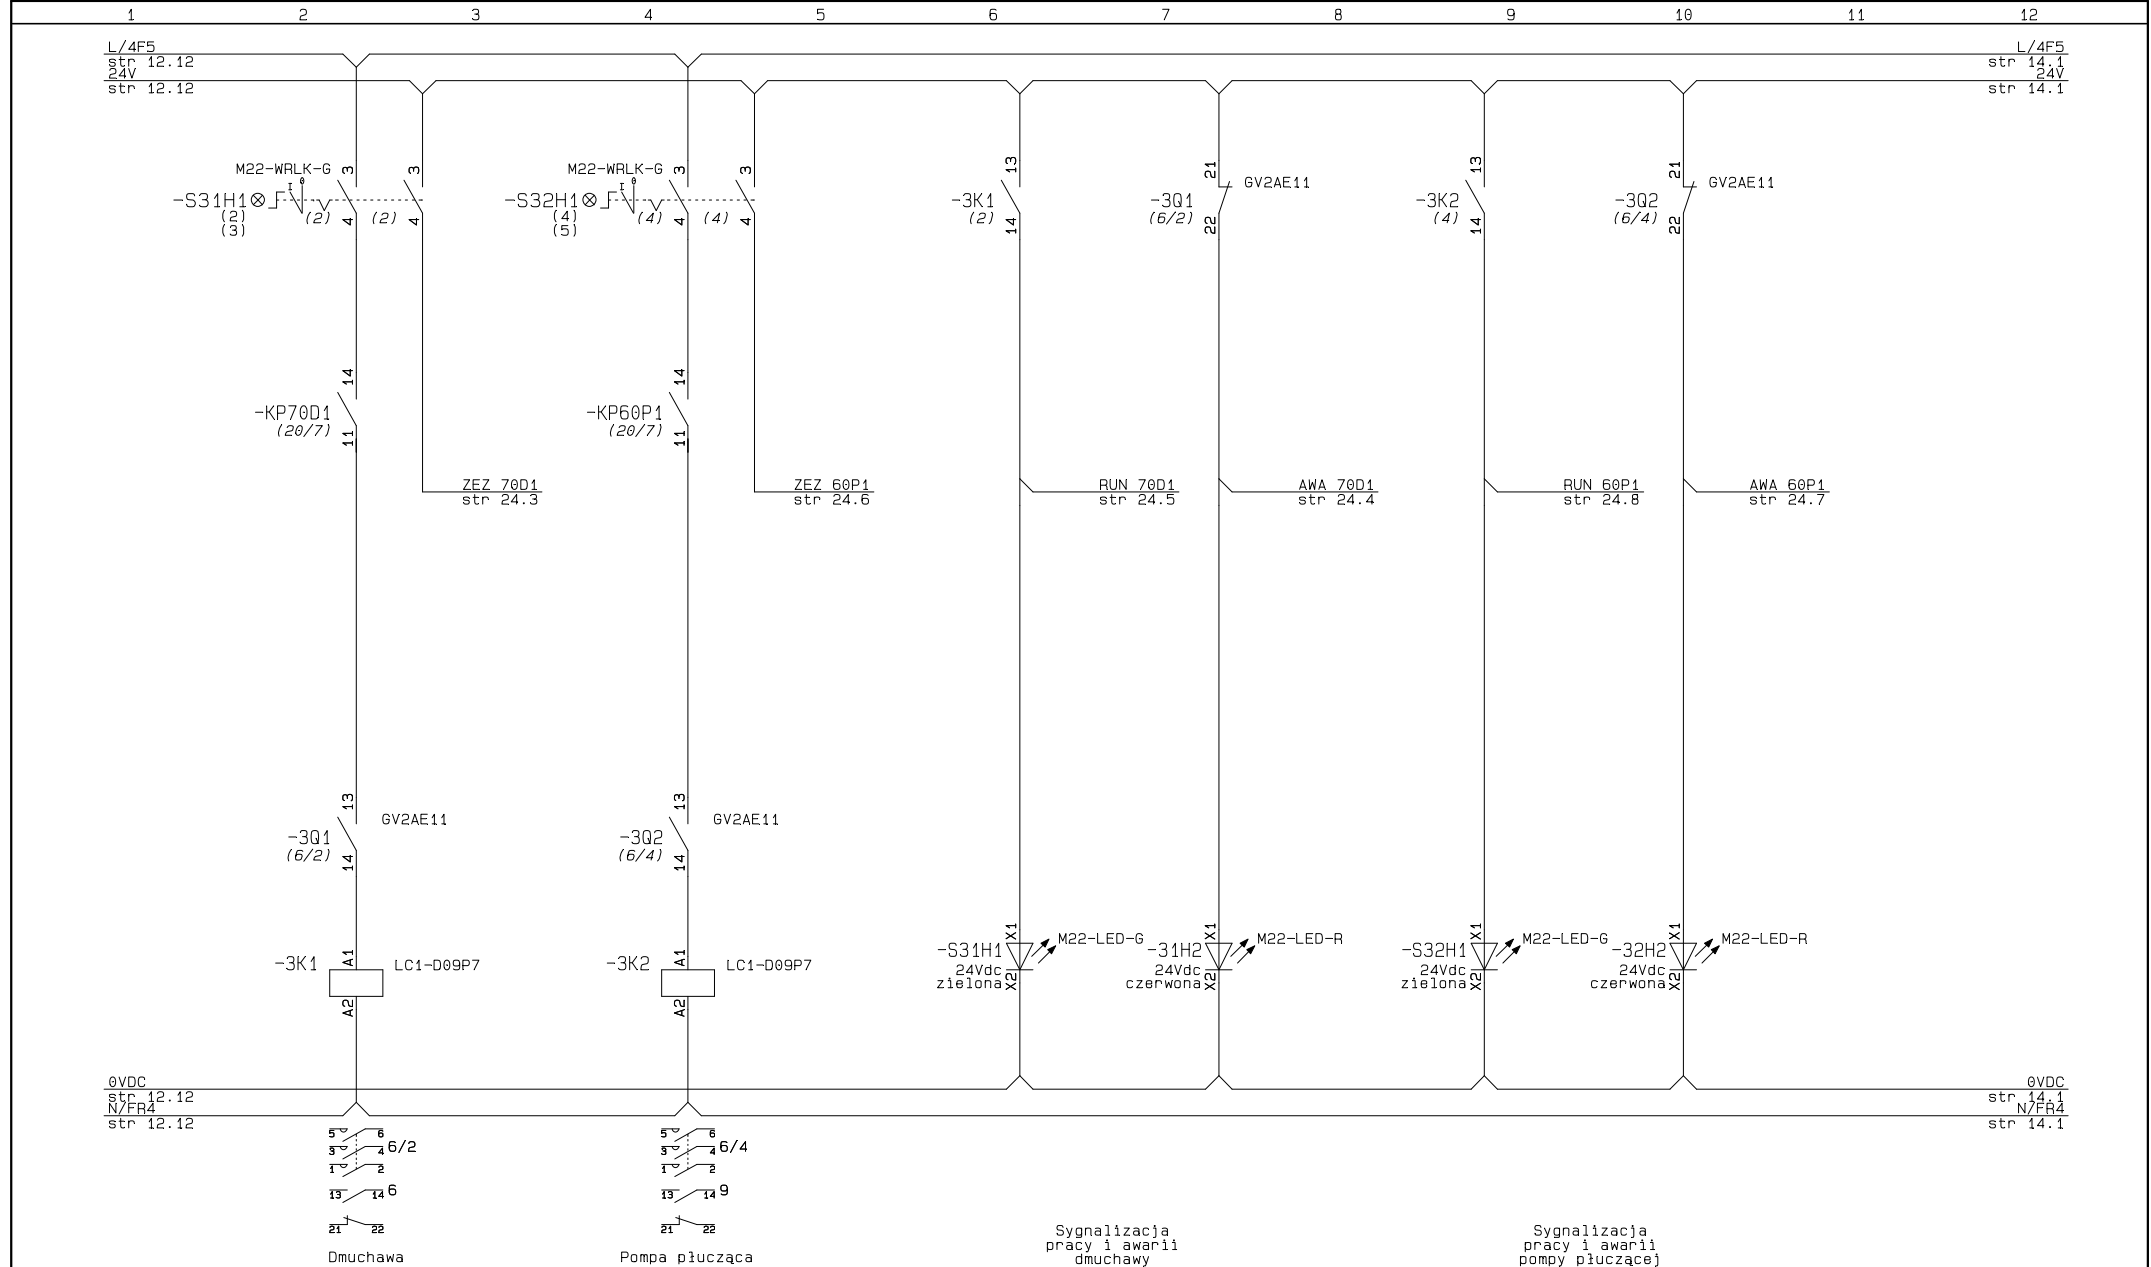 1 2 3 4 5 6 7 8 9 10 11 12
L/4F5 L/4F5
str 12.12 str 14.1
24V 24V
str 12.12 str 14.1
M22-WRLK-G 3 3 M22-WRLK-G 3 3 13 21 13 21
I 0 I 0
GV2AE11 GV2AE11
-S31H1 -S32H1 -3K1 -3Q1 -3K2 -3Q2
(2) (2) 4 (2) 4 (4) (4) 4 (4) 4 (2) 14 (6/2) 22 (4) 14 (6/4) 22
(3) (5)
14 14
-KP70D1 -KP60P1
(20/7) 11 (20/7) 11
ZEZ 70D1 ZEZ 60P1 RUN 70D1 AWA 70D1 RUN 60P1 AWA 60P1
str 24.3 str 24.6 str 24.5 str 24.4 str 24.8 str 24.7
13 13
GV2AE11 GV2AE11
-3Q1 -3Q2
(6/2) 14 (6/4) 14
X1 X1 X1 X1
M22-LED-G M22-LED-R M22-LED-G M22-LED-R
-S31H1 -31H2 -S32H1 -32H2
-3K1 A1 LC1-D09P7 -3K2 A1 LC1-D09P7
24Vdc 24Vdc 24Vdc 24Vdc
zielona X2 czerwona X2 zielona X2 czerwona X2
A2 A2
0VDC 0VDC
str 12.12 str 14.1
N/FR4 N/FR4
str 12.12 str 14.1
5 6 5 6
3 4 6/2 3 4 6/4
1 2 1 2
13 14 6 13 14 9
21 22 21 22
Sygnalizacja Sygnalizacja
pracy i awarii pracy i awarii
Dmuchawa Pompa płucząca dmuchawy pompy płuczącej